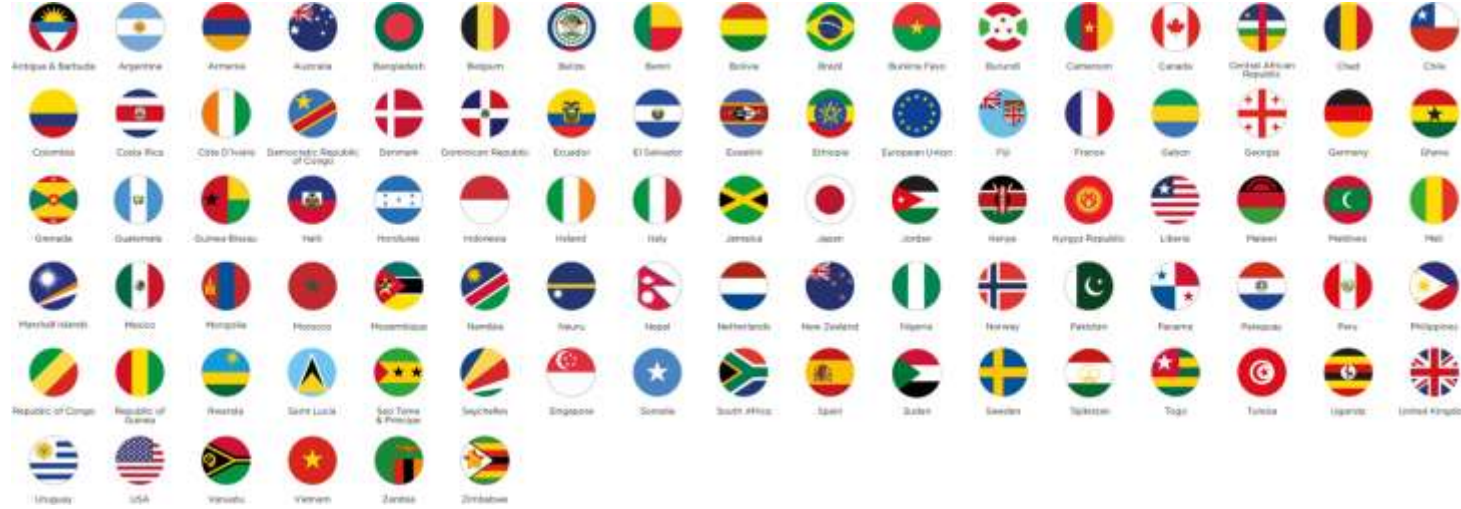 Antigua & Barbuda Argentina Armenia Australia Bangladesh Belgium Belize Benin Bolivia Brazil Burkina Faso Burundi Cameroon Canada Central African Chad Chile
Republic
Colombia Costa Rica Côte D'Ivoire Democratic Republic Denmark Dominican Republic Ecuador El Salvador Eswatini Ethiopia European Union Fiji France Gabon Georgia Germany Ghana
of Congo
Grenada Guatemala Guinea-Bissau Haiti Honduras Indonesia Ireland Italy Jamaica Japan Jordan Kenya Kyrgyz Republic Liberia Malawi Maldives Mali
Marshall Islands Mexico Mongolia Morocco Mozambique Namibia Nauru Nepal Netherlands New Zealand Nigeria Norway Pakistan Panama Paraguay Peru Philippines
Republic of Congo Republic of Rwanda Saint Lucia Sao Tome Seychelles Singapore Somalia South Africa Spain Sudan Sweden Tajikistan Togo Tunisia Uganda United Kingdo
Guinea & Principe
Uruguay USA Vanuatu Vietnam Zambia Zimbabwe